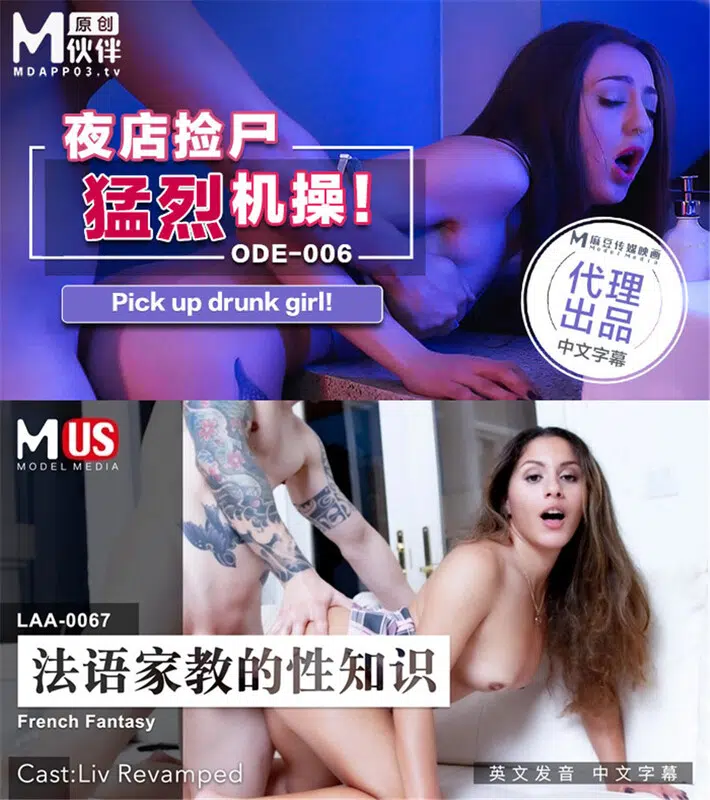 M 原创
伙伴
MDAPP03.tv
夜店捡尸
猛烈机操!
ODE-006
Pick up drunk girl!
M 麻豆传媒映画
Model Media
代理
出品
中文字幕
M US
MODEL MEDIA
LAA-0067
法语家教的性知识
French Fantasy
Cast:Liv Revamped
英文发音 中文字幕